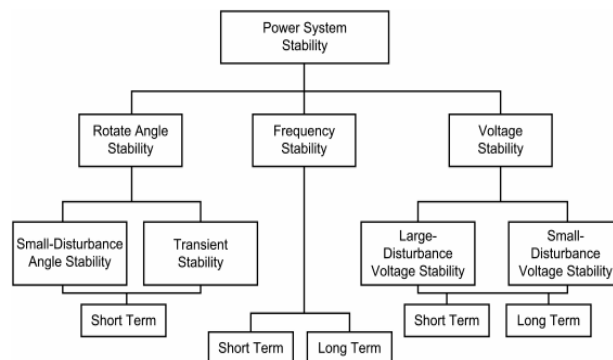 Power System
Stability
Rotate Angle
Stability
Frequency
Stability
Voltage
Stability
Small-Disturbance
Angle Stability
Transient
Stability
Large-
Disturbance
Voltage Stability
Small-
Disturbance
Voltage Stability
Short Term
Short Term
Long Term
Short Term
Long Term